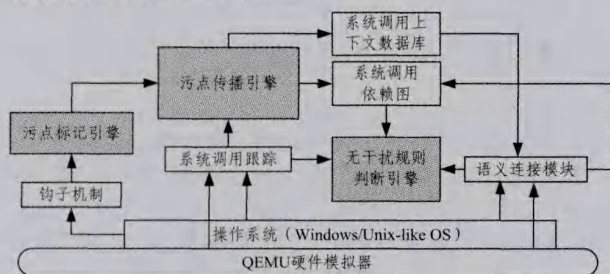 系统调用上
下文数据库
污点传播引擎
系统调用
依赖图
污点标记引擎
系统调用跟踪
无干扰规则
判断引擎
语义连接模块
钩子机制
操作系统（Windows/Unix-like OS）
QEMU硬件模拟器